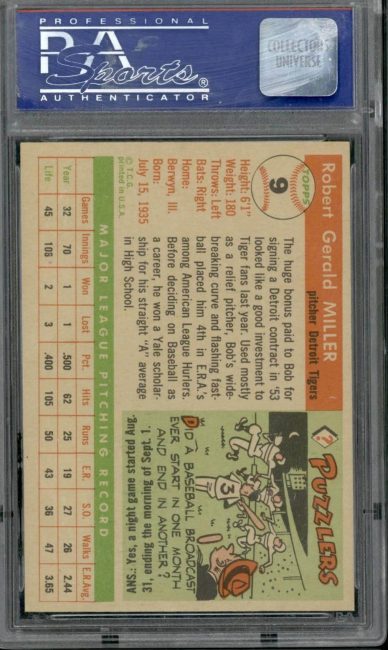 PROFESSIONAL
PSA
Sports®
AUTHENTICATOR
COLLECTORS
UNIVERSE
TOPPS
9
Robert Gerald MILLER
pitcher Detroit Tigers
Height: 6'1"
Weight: 180
Throws: Left
Bats: Right
Home:
Berwyn, Ill.
Born:
July 15, 1935
© T.C.G.
printed in U.S.A.
The huge bonus paid to Bob for
signing a Detroit contract in '53
looked like a good investment to
Tiger fans last year. Used mostly
as a relief pitcher, Bob's wide-
breaking curve and flashing fast-
ball placed him 4th in E.R.A.'s
among American League Hurlers.
Before deciding on Baseball as
a career, he won a Yale scholar-
ship for his straight "A" average
in High School.
? PUZZLERS
3
DID A BASEBALL BROADCAST
EVER START IN ONE MONTH
AND END IN ANOTHER?
ANS: Yes, a night game started Aug.
31, ending the morning of Sept. 1.
MAJOR LEAGUE PITCHING RECORD
Games Innings Won Lost Pct. Hits Runs E.R. S.O. Walks E.R.Avg.
Year 32 70 1 1 .500 62 25 19 27 26 2.44
Life 45 108 2 3 .400 105 50 43 36 47 3.65